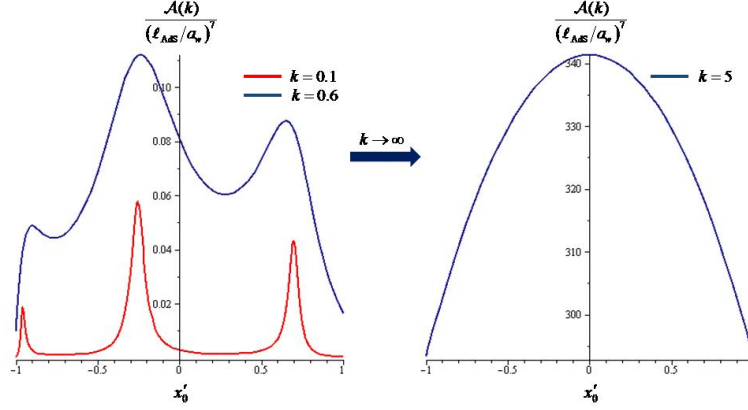 𝒜(k)
(ℓ_AdS/a_w)^7
0.10
0.08
0.06
0.04
0.02
-1
-0.5
0
0.5
1
x′_0
k = 0.1
k = 0.6
k → ∞
𝒜(k)
(ℓ_AdS/a_w)^7
340
330
320
310
300
-1
-0.5
0
0.5
x′_0
k = 5